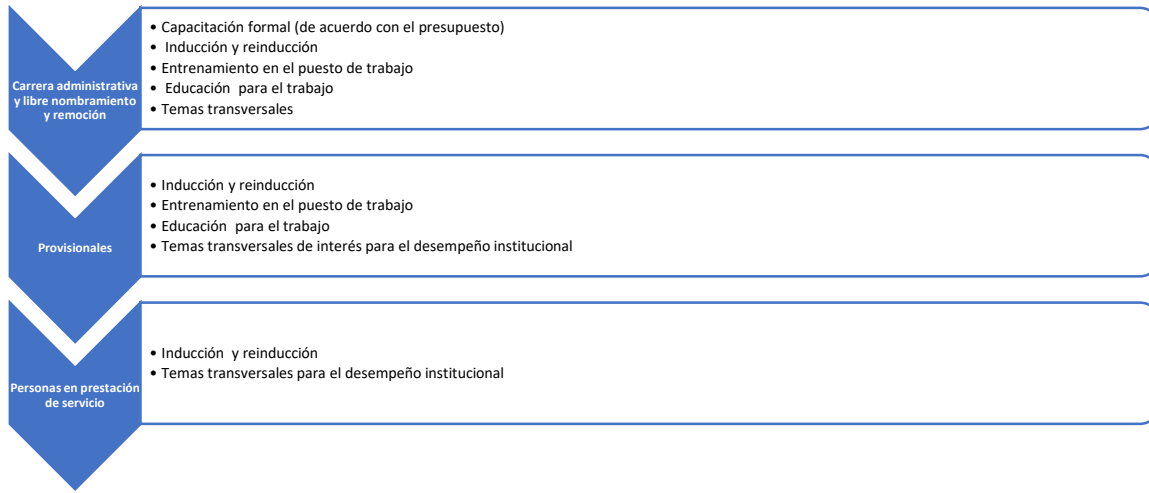 Carrera administrativa
y libre nombramiento
y remoción
• Capacitación formal (de acuerdo con el presupuesto)
• Inducción y reinducción
• Entrenamiento en el puesto de trabajo
• Educación para el trabajo
• Temas transversales
Provisionales
• Inducción y reinducción
• Entrenamiento en el puesto de trabajo
• Educación para el trabajo
• Temas transversales de interés para el desempeño institucional
Personas en prestación
de servicio
• Inducción y reinducción
• Temas transversales para el desempeño institucional